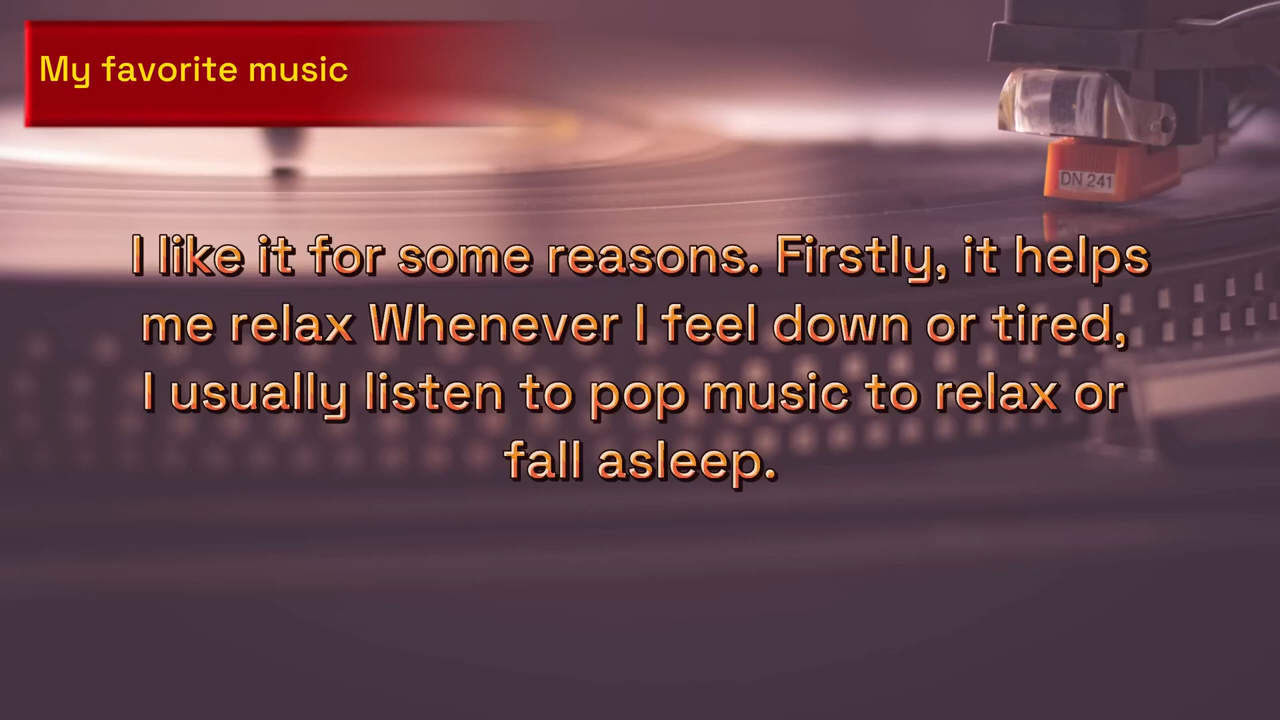 My favorite music
DN 241
I like it for some reasons. Firstly, it helps
me relax Whenever I feel down or tired,
I usually listen to pop music to relax or
fall asleep.